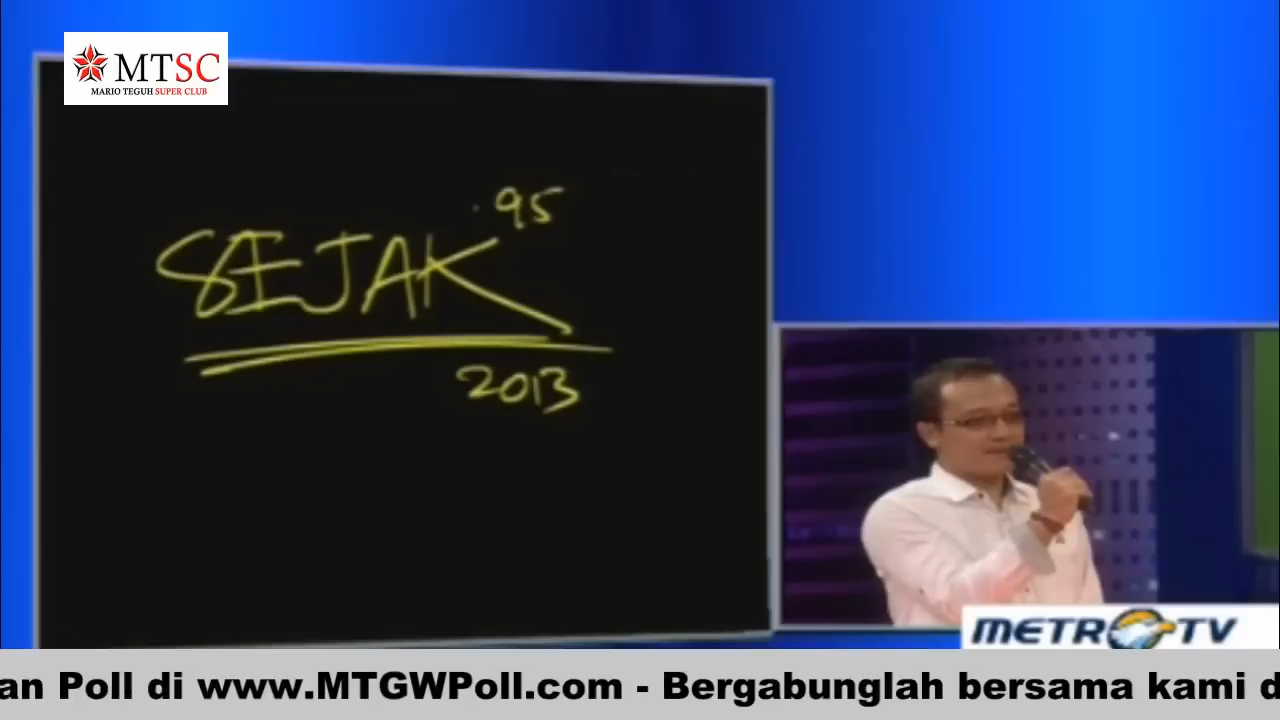 MTSC
MARIO TEGUH SUPER CLUB
95
SEJAK
2013
METRO TV
an Poll di www.MTGWPoll.com - Bergabunglah bersama kami d